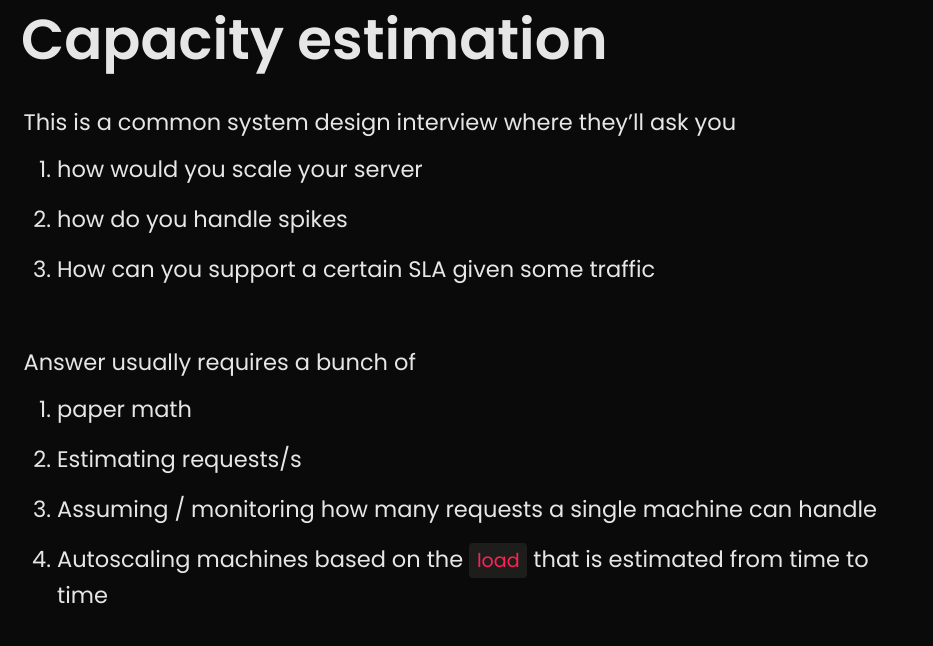 Capacity estimation
This is a common system design interview where they’ll ask you
1. how would you scale your server
2. how do you handle spikes
3. How can you support a certain SLA given some traffic
Answer usually requires a bunch of
1. paper math
2. Estimating requests/s
3. Assuming / monitoring how many requests a single machine can handle
4. Autoscaling machines based on the load that is estimated from time to
time